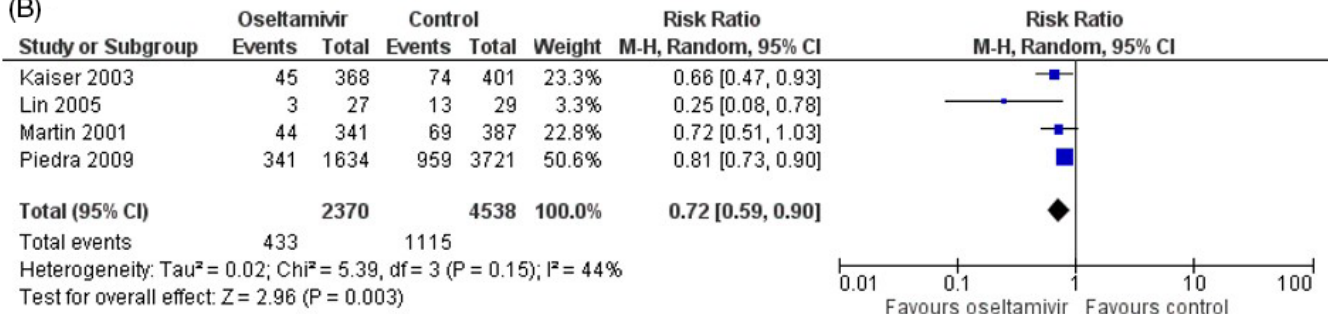 (B)
Oseltamivir Control Risk Ratio Risk Ratio
Study or Subgroup Events Total Events Total Weight M-H, Random, 95% CI M-H, Random, 95% CI
Kaiser 2003 45 368 74 401 23.3% 0.66 [0.47, 0.93]
Lin 2005 3 27 13 29 3.3% 0.25 [0.08, 0.78]
Martin 2001 44 341 69 387 22.8% 0.72 [0.51, 1.03]
Piedra 2009 341 1634 959 3721 50.6% 0.81 [0.73, 0.90]
Total (95% CI) 2370 4538 100.0% 0.72 [0.59, 0.90]
Total events 433 1115
Heterogeneity: Tau² = 0.02; Chi² = 5.39, df = 3 (P = 0.15); I² = 44%
Test for overall effect: Z = 2.96 (P = 0.003)
0.01 0.1 1 10 100
Favours oseltamivir Favours control